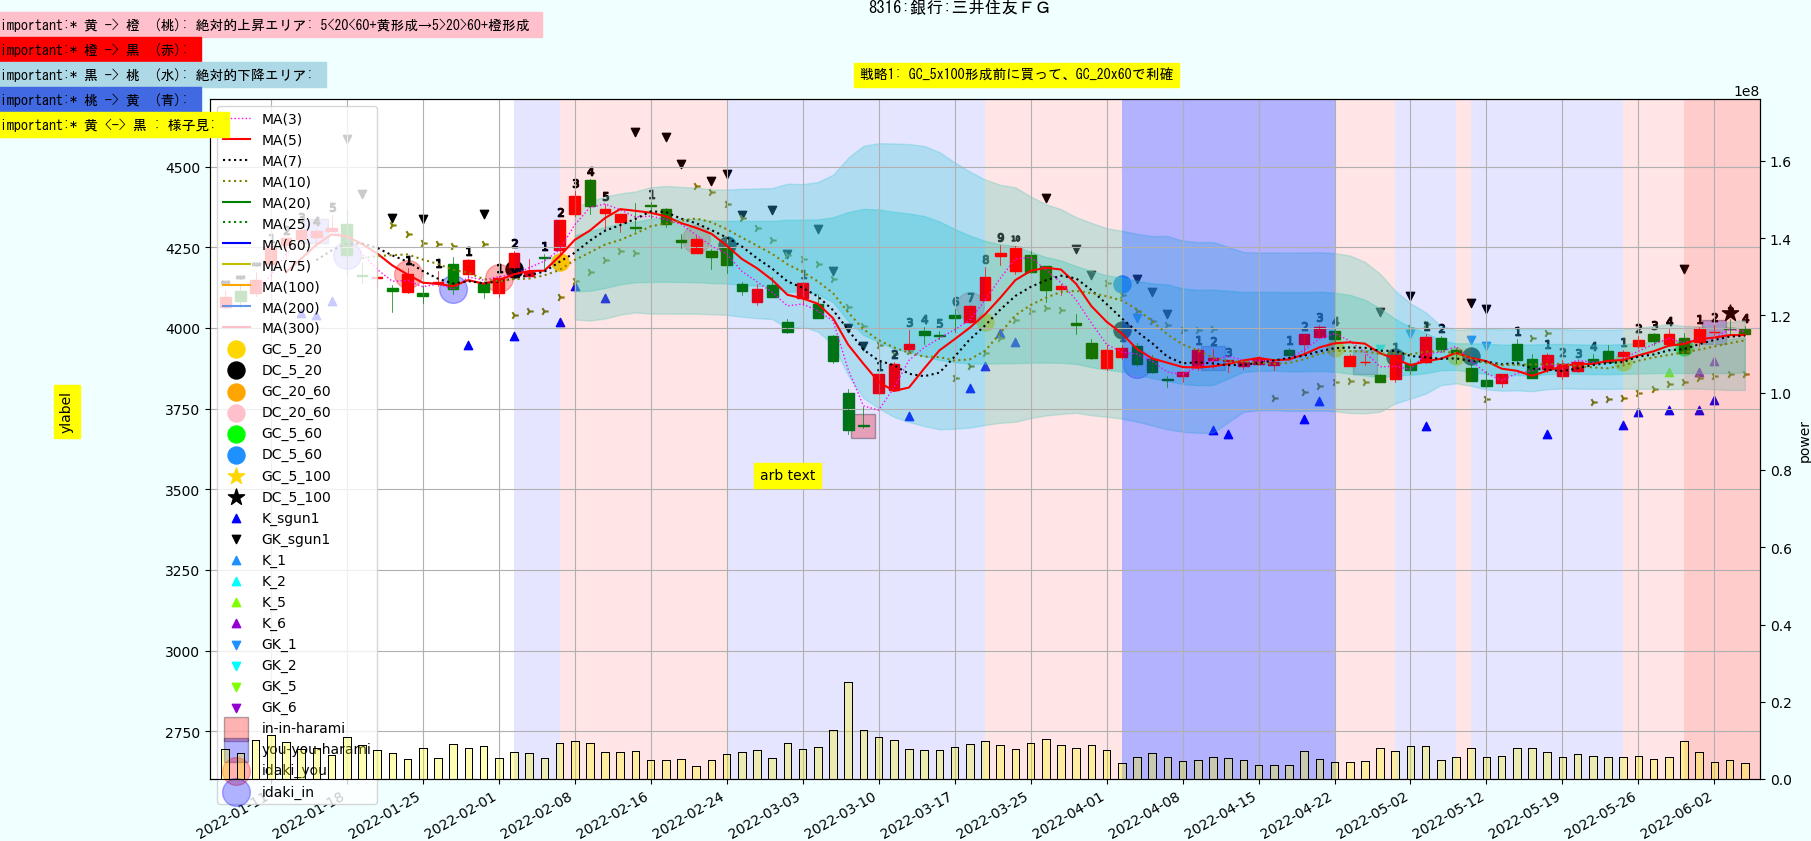 8316:銀行:三井住友ＦＧ
important:* 黄 -> 橙 （桃）: 絶対的上昇エリア: 5<20<60+黄形成→5>20>60+橙形成
important:* 橙 -> 黒 （赤）:
important:* 黒 -> 桃 （水）: 絶対的下降エリア:
important:* 桃 -> 黄 （青）:
important:* 黄 <-> 黒 : 様子見:
戦略1: GC_5x100形成前に買って、GC_20x60で利確
1e8
MA(3)
MA(5)
MA(7)
MA(10)
MA(20)
MA(25)
MA(60)
MA(75)
MA(100)
MA(200)
MA(300)
GC_5_20
DC_5_20
GC_20_60
DC_20_60
GC_5_60
DC_5_60
GC_5_100
DC_5_100
K_sgun1
GK_sgun1
K_1
K_2
K_5
K_6
GK_1
GK_2
GK_5
GK_6
in-in-harami
you-you-harami
idaki_you
idaki_in
4500
4250
4000
3750
3500
3250
3000
2750
ylabel
arb text
1.6
1.4
1.2
1.0
0.8
0.6
0.4
0.2
0.0
power
2022-01-11
2022-01-18
2022-01-25
2022-02-01
2022-02-08
2022-02-16
2022-02-24
2022-03-03
2022-03-10
2022-03-17
2022-03-25
2022-04-01
2022-04-08
2022-04-15
2022-04-22
2022-05-02
2022-05-12
2022-05-19
2022-05-26
2022-06-02